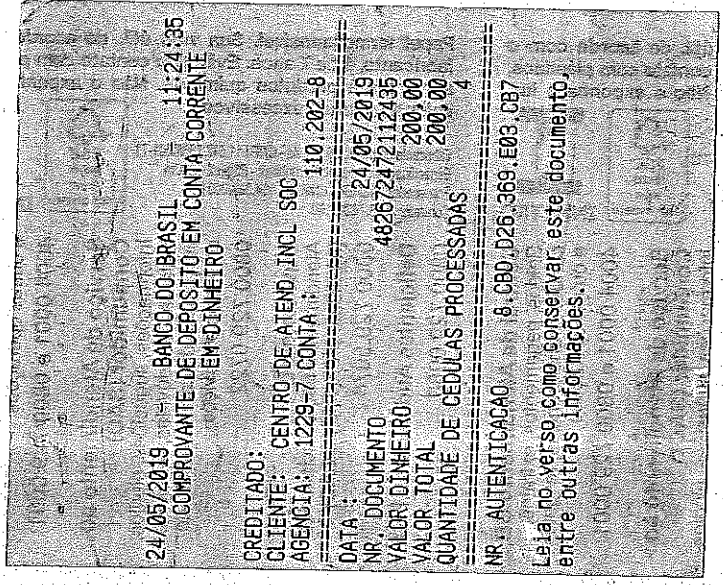 24/05/2019 - BANCO DO BRASIL - 11:24:35
COMPROVANTE DE DEPOSITO EM CONTA CORRENTE
EM DINHEIRO
CREDITADO:
CLIENTE: CENTRO DE ATEND INCL SOC
AGENCIA: 1229-7 CONTA : 110.202-8
================================================
DATA : 24/05/2019
NR. DOCUMENTO 48267247211243​5
VALOR DINHEIRO 200,00
VALOR TOTAL 200,00
QUANTIDADE DE CEDULAS PROCESSADAS 4
================================================
NR. AUTENTICACAO 8.CBD.D26.369.E03.CB7
Leia no verso como conservar este documento,
entre outras informações.